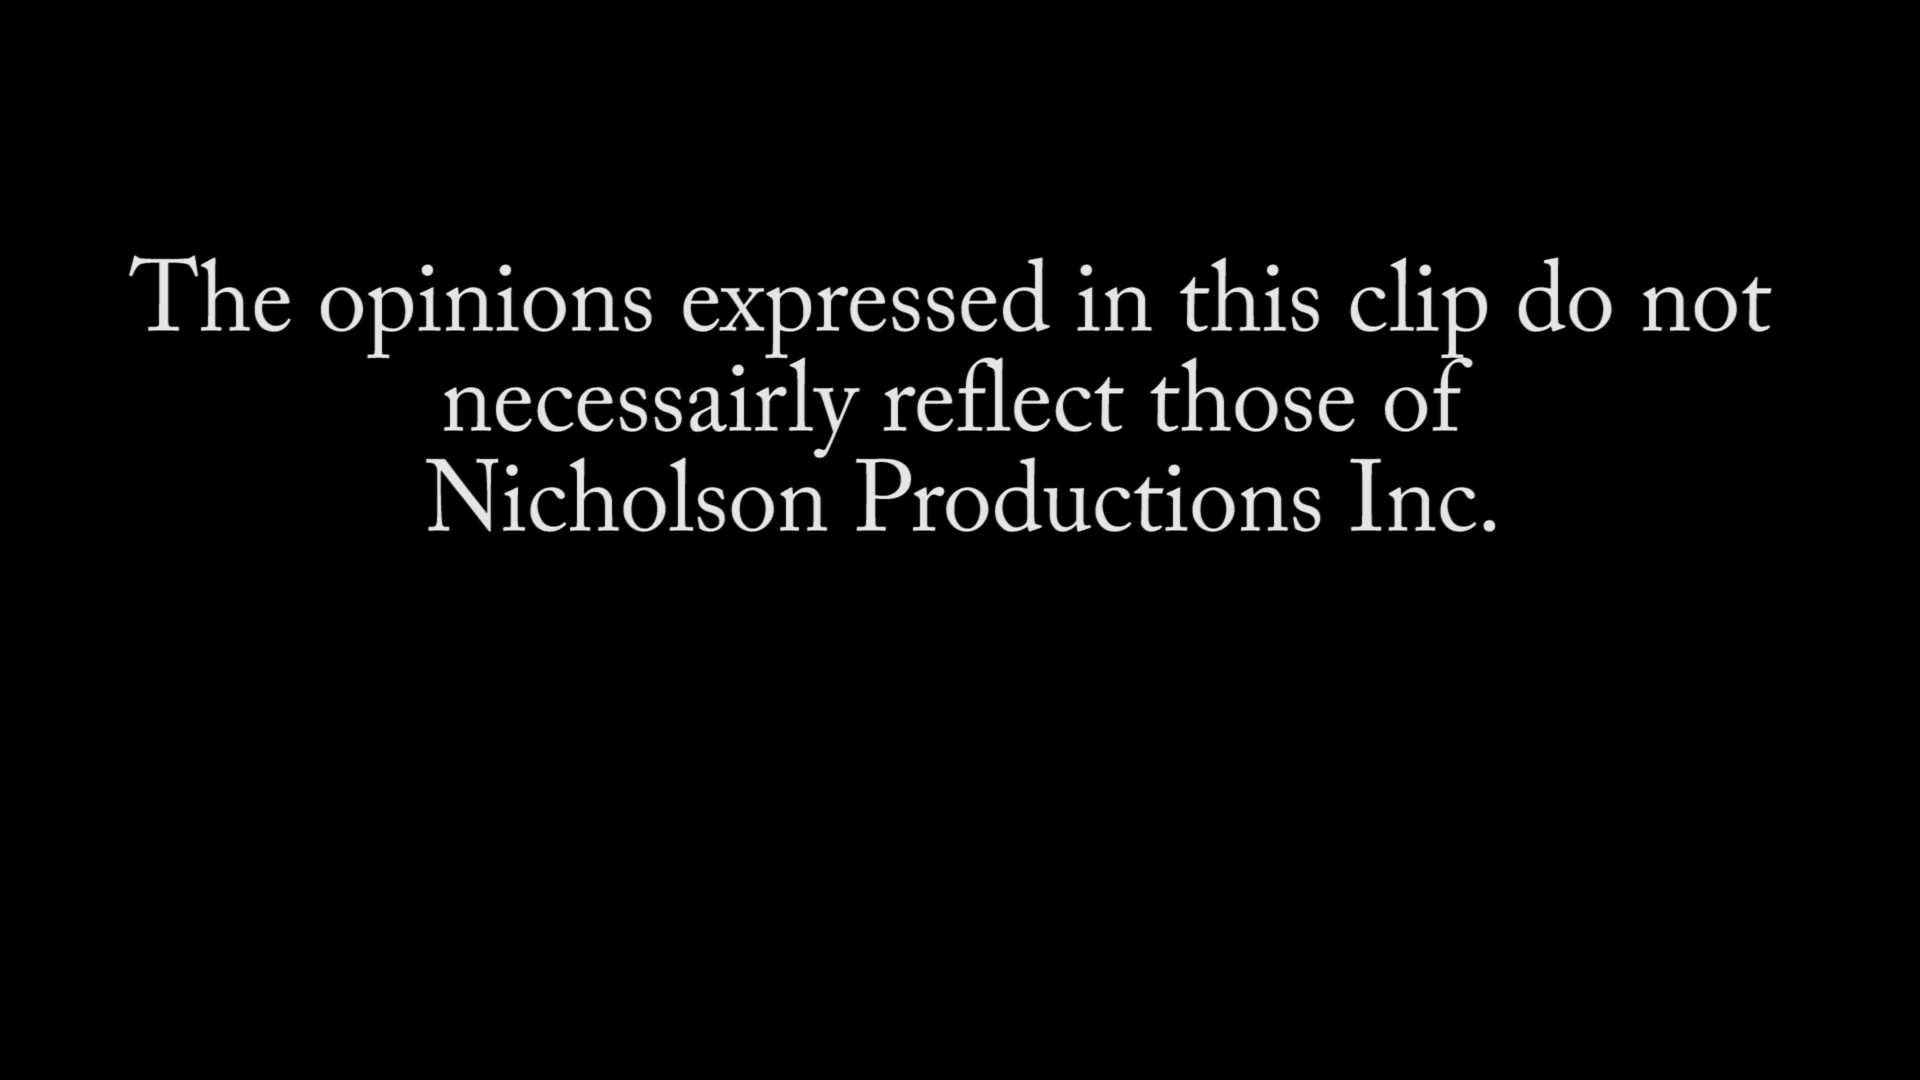 The opinions expressed in this clip do not
necessairly reflect those of
Nicholson Productions Inc.